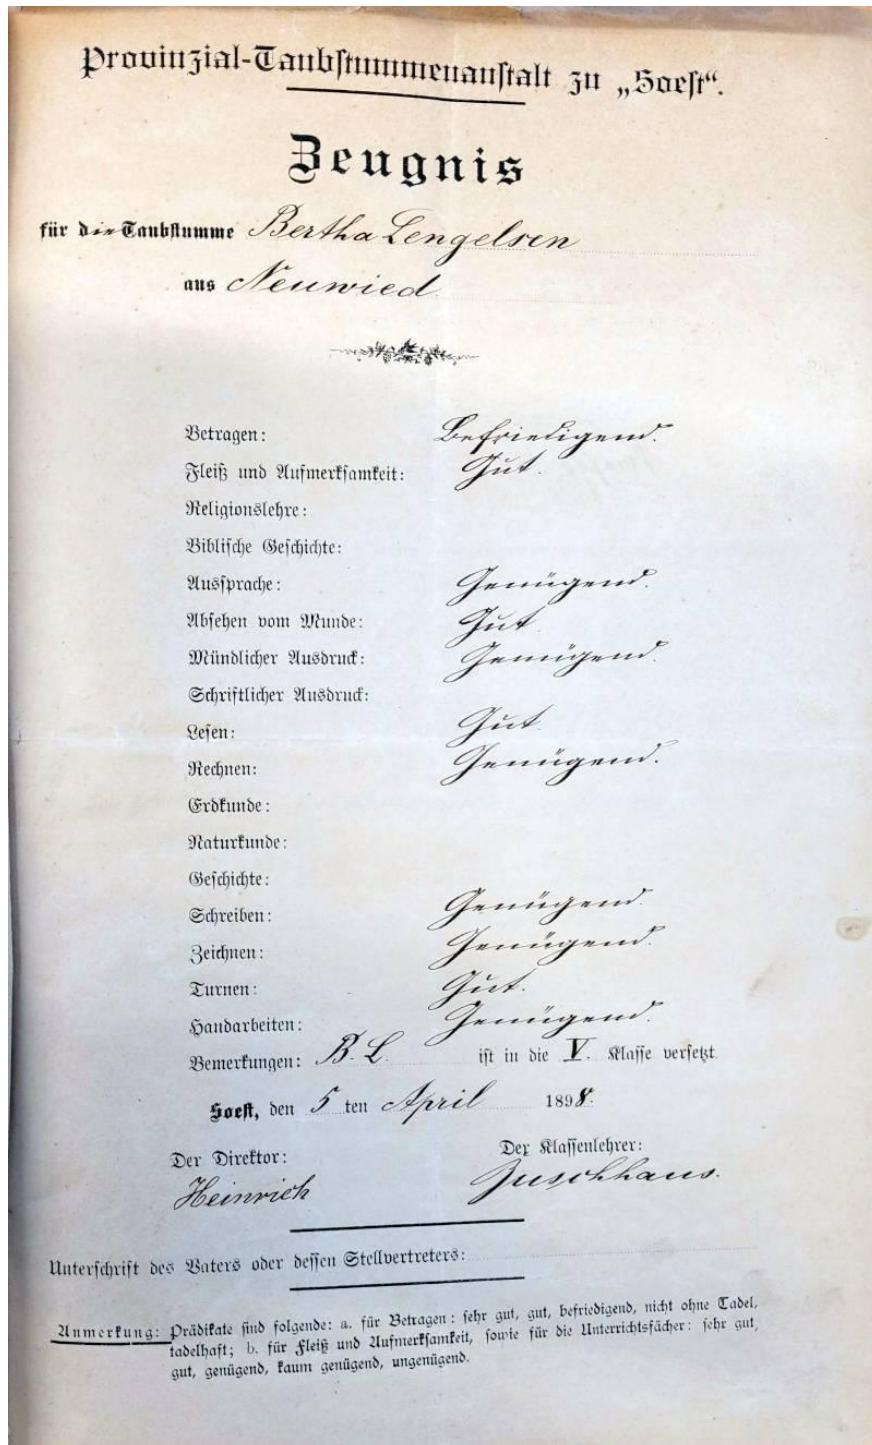 Provinzial-Taubstummenanstalt zu „Soest“.
Zeugnis
für die Taubstumme Bertha Lengelsen
aus Neuwied.
Betragen: Befriedigend.
Fleiß und Aufmerksamkeit: Gut.
Religionslehre:
Biblische Geschichte:
Aussprache: Genügend.
Absehen vom Munde: Gut.
Mündlicher Ausdruck: Genügend.
Schriftlicher Ausdruck:
Lesen: Gut.
Rechnen: Genügend.
Erdkunde:
Naturkunde:
Geschichte:
Schreiben: Genügend.
Zeichnen: Genügend.
Turnen: Gut.
Handarbeiten: Genügend.
Bemerkungen: B. L. ist in die V. Klasse versetzt.
Soest, den 5 ten April 1898.
Der Direktor: Der Klassenlehrer:
Heinrich Zuschhaus.
Unterschrift des Vaters oder dessen Stellvertreters:
Anmerkung: Prädikate sind folgende: a. für Betragen: sehr gut, gut, befriedigend, nicht ohne Tadel,
tadelhaft; b. für Fleiß und Aufmerksamkeit, sowie für die Unterrichtsfächer: sehr gut,
gut, genügend, kaum genügend, ungenügend.